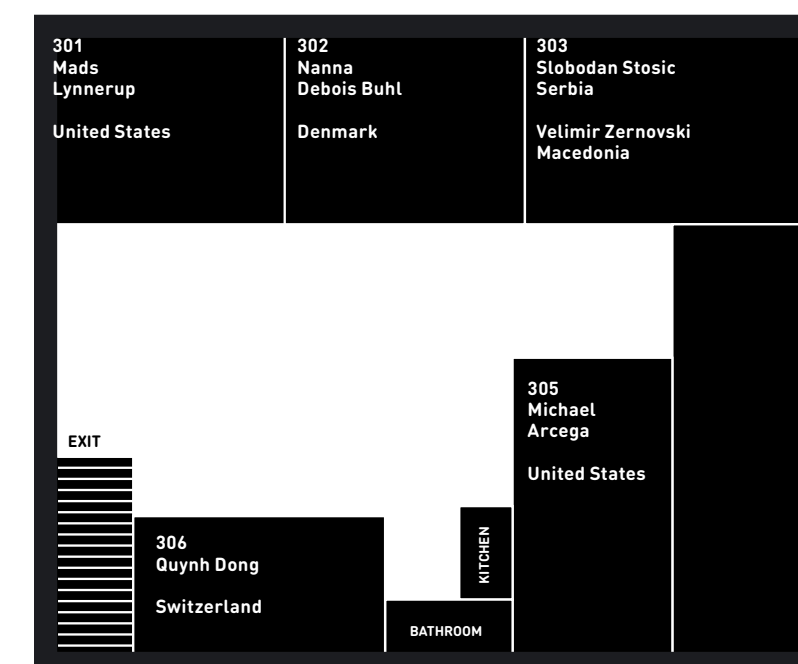 301
Mads
Lynnerup
United States
302
Nanna
Debois Buhl
Denmark
303
Slobodan Stosic
Serbia
Velimir Zernovski
Macedonia
305
Michael
Arcega
United States
EXIT
306
Quynh Dong
Switzerland
KITCHEN
BATHROOM